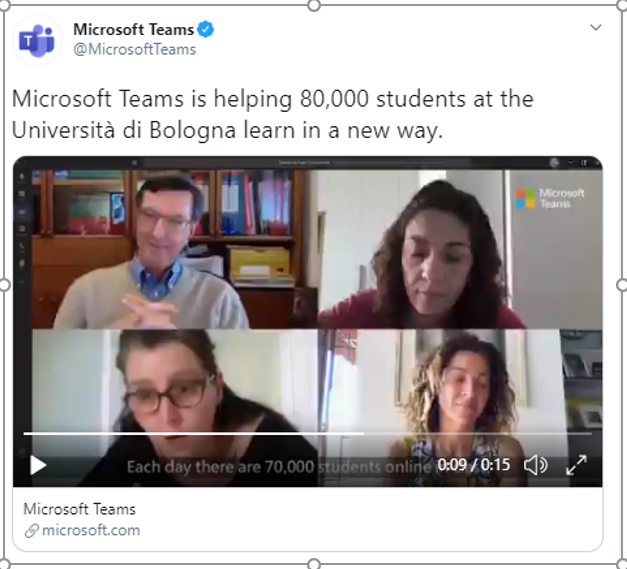 Microsoft Teams
@MicrosoftTeams
Microsoft Teams is helping 80,000 students at the
Università di Bologna learn in a new way.
Microsoft
Teams
Each day there are 70,000 students online
0:09 / 0:15
Microsoft Teams
microsoft.com